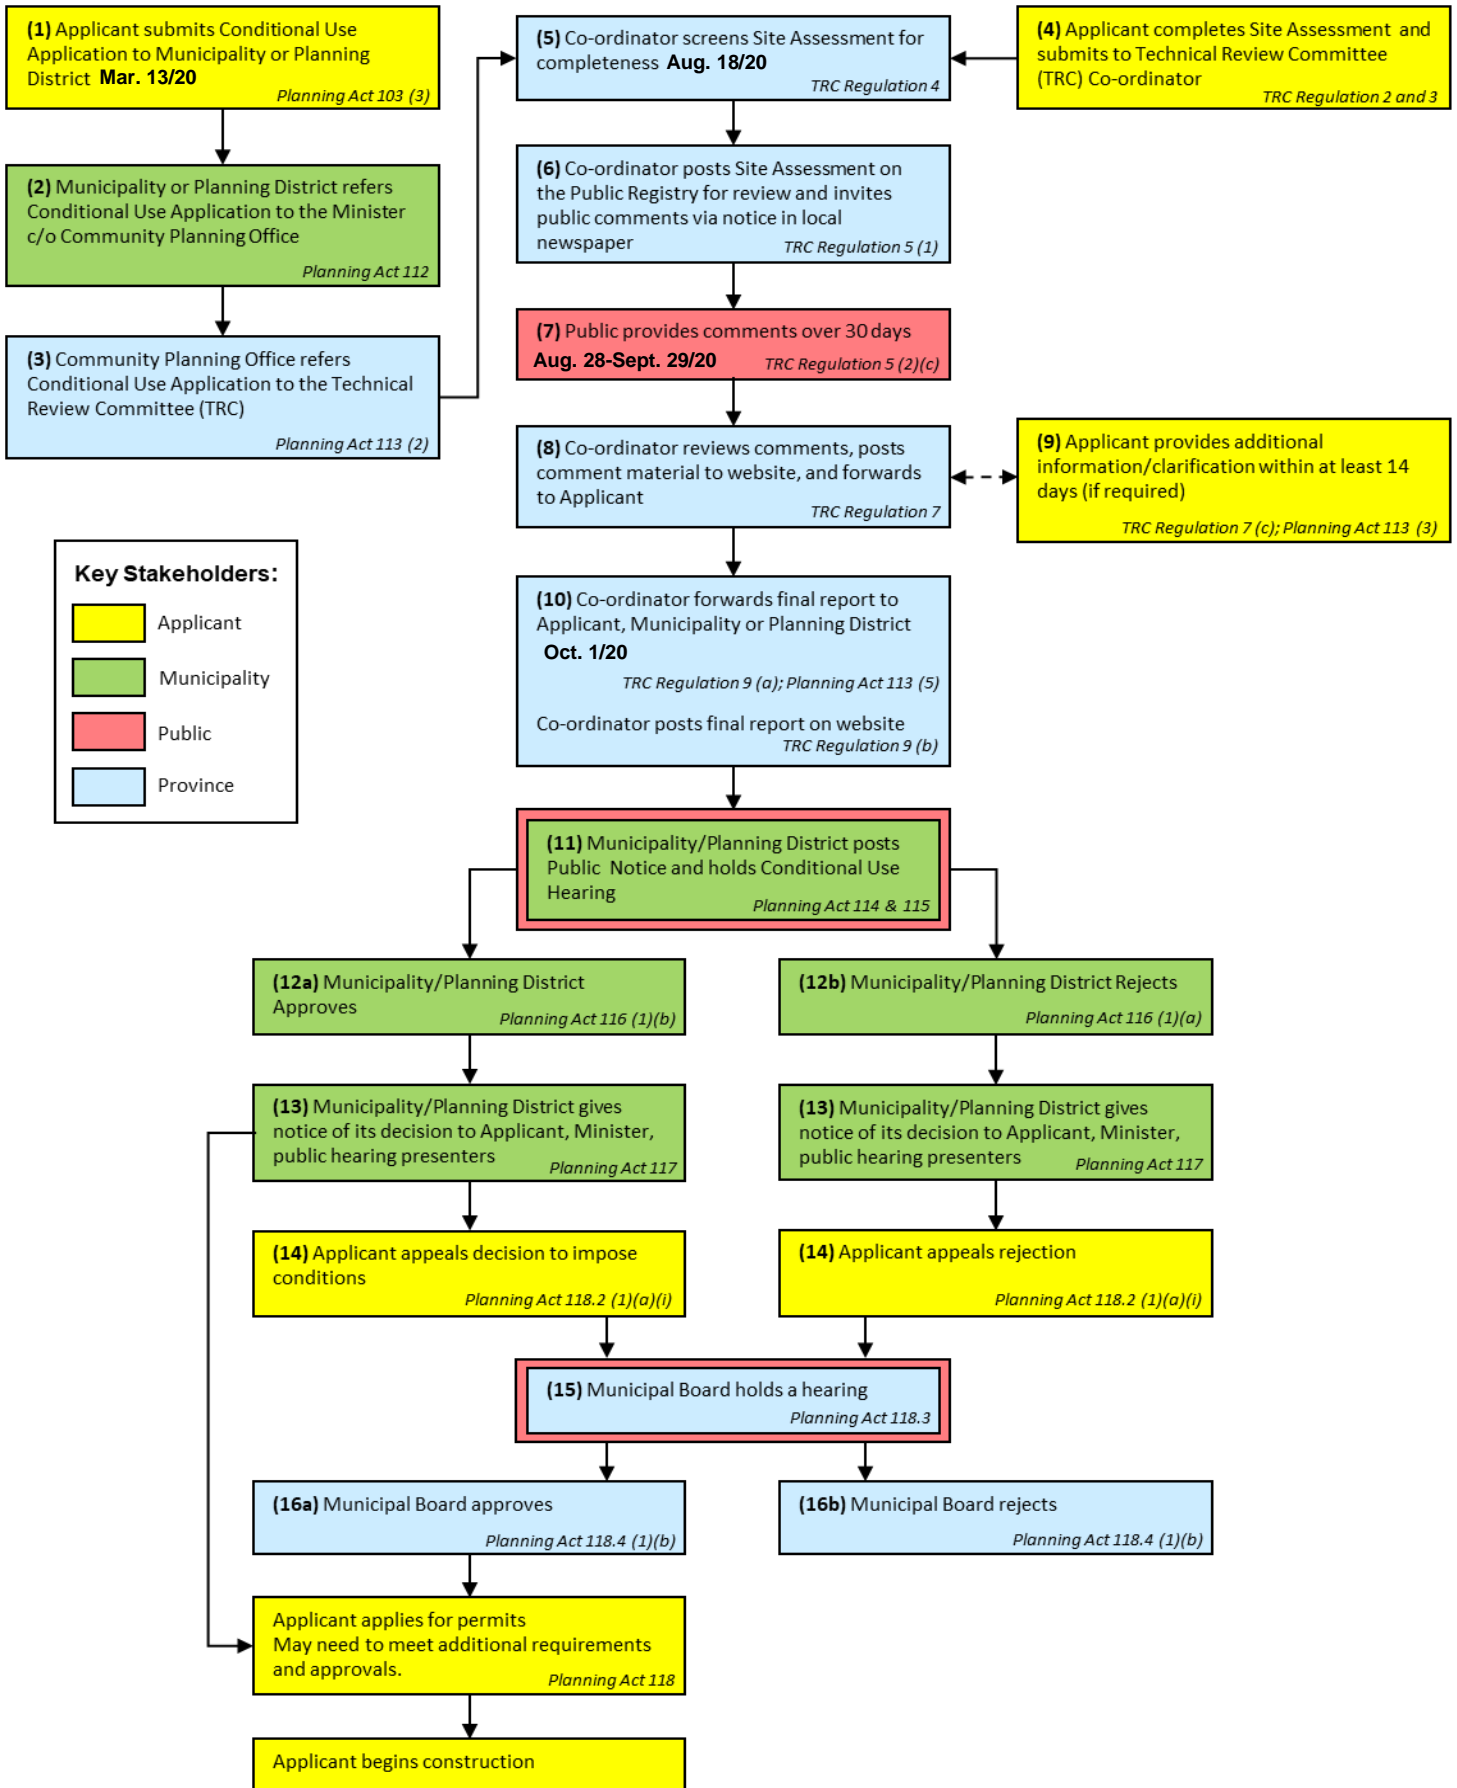 (1) Applicant submits Conditional Use
Application to Municipality or Planning
District Mar. 13/20
Planning Act 103 (3)
(2) Municipality or Planning District refers
Conditional Use Application to the Minister
c/o Community Planning Office
Planning Act 112
(3) Community Planning Office refers
Conditional Use Application to the Technical
Review Committee (TRC)
Planning Act 113 (2)
(4) Applicant completes Site Assessment and
submits to Technical Review Committee
(TRC) Co-ordinator
TRC Regulation 2 and 3
(5) Co-ordinator screens Site Assessment for
completeness Aug. 18/20
TRC Regulation 4
(6) Co-ordinator posts Site Assessment on
the Public Registry for review and invites
public comments via notice in local
newspaper
TRC Regulation 5 (1)
(7) Public provides comments over 30 days
Aug. 28-Sept. 29/20
TRC Regulation 5 (2)(c)
(8) Co-ordinator reviews comments, posts
comment material to website, and forwards
to Applicant
TRC Regulation 7
(9) Applicant provides additional
information/clarification within at least 14
days (if required)
TRC Regulation 7 (c); Planning Act 113 (3)
Key Stakeholders:
Applicant
Municipality
Public
Province
(10) Co-ordinator forwards final report to
Applicant, Municipality or Planning District
Oct. 1/20
TRC Regulation 9 (a); Planning Act 113 (5)
Co-ordinator posts final report on website
TRC Regulation 9 (b)
(11) Municipality/Planning District posts
Public Notice and holds Conditional Use
Hearing
Planning Act 114 & 115
(12a) Municipality/Planning District
Approves
Planning Act 116 (1)(b)
(12b) Municipality/Planning District Rejects
Planning Act 116 (1)(a)
(13) Municipality/Planning District gives
notice of its decision to Applicant, Minister,
public hearing presenters
Planning Act 117
(13) Municipality/Planning District gives
notice of its decision to Applicant, Minister,
public hearing presenters
Planning Act 117
(14) Applicant appeals decision to impose
conditions
Planning Act 118.2 (1)(a)(i)
(14) Applicant appeals rejection
Planning Act 118.2 (1)(a)(i)
(15) Municipal Board holds a hearing
Planning Act 118.3
(16a) Municipal Board approves
Planning Act 118.4 (1)(b)
(16b) Municipal Board rejects
Planning Act 118.4 (1)(b)
Applicant applies for permits
May need to meet additional requirements
and approvals.
Planning Act 118
Applicant begins construction